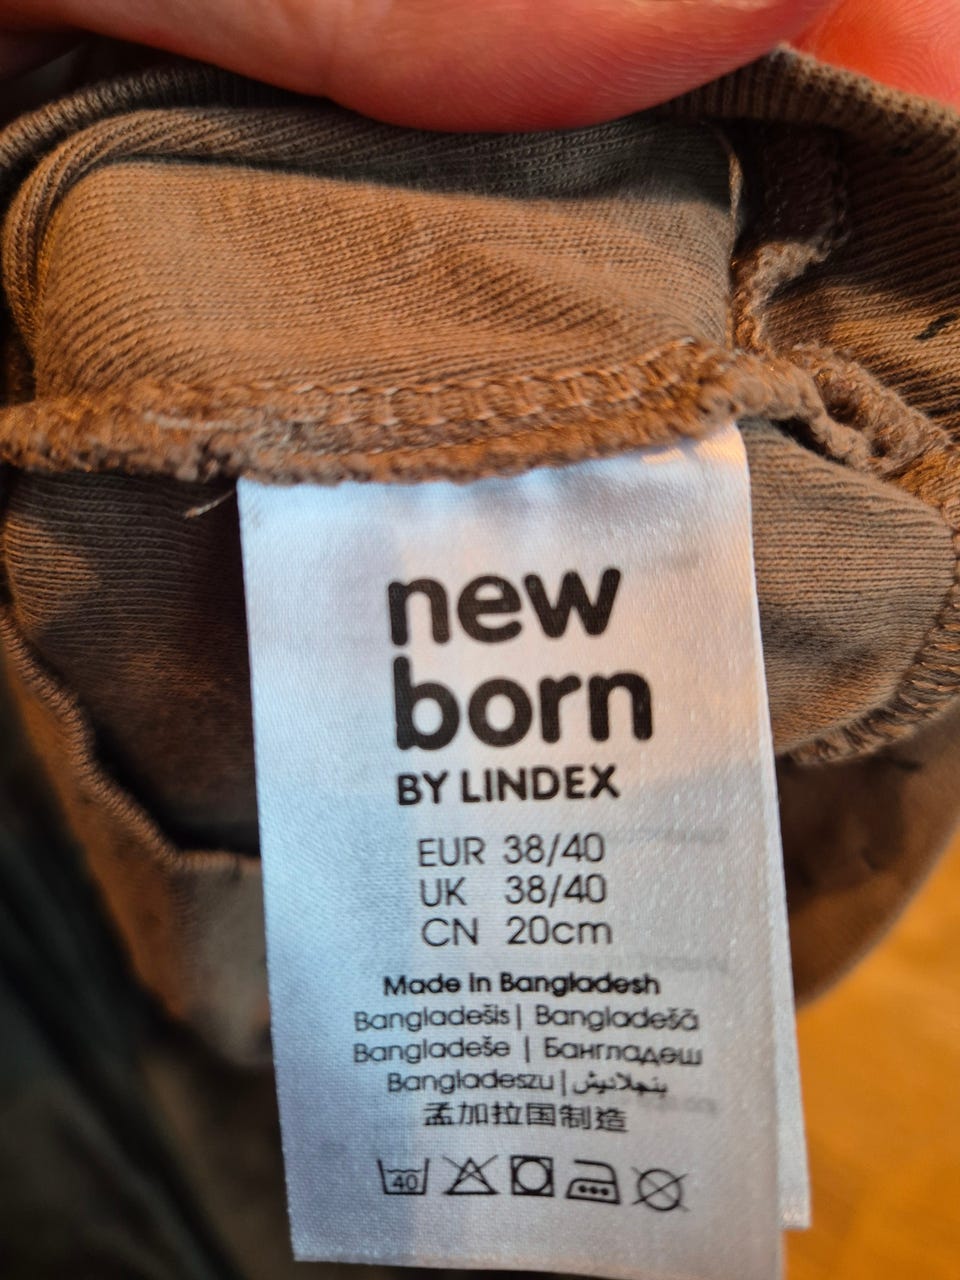 new
born
BY LINDEX
EUR 38/40
UK 38/40
CN 20cm
Made in Bangladesh
Bangladešis | Bangladešā
Bangladeše | Бангладеш
Bangladeszu | بنجلاديش
孟加拉国制造
40